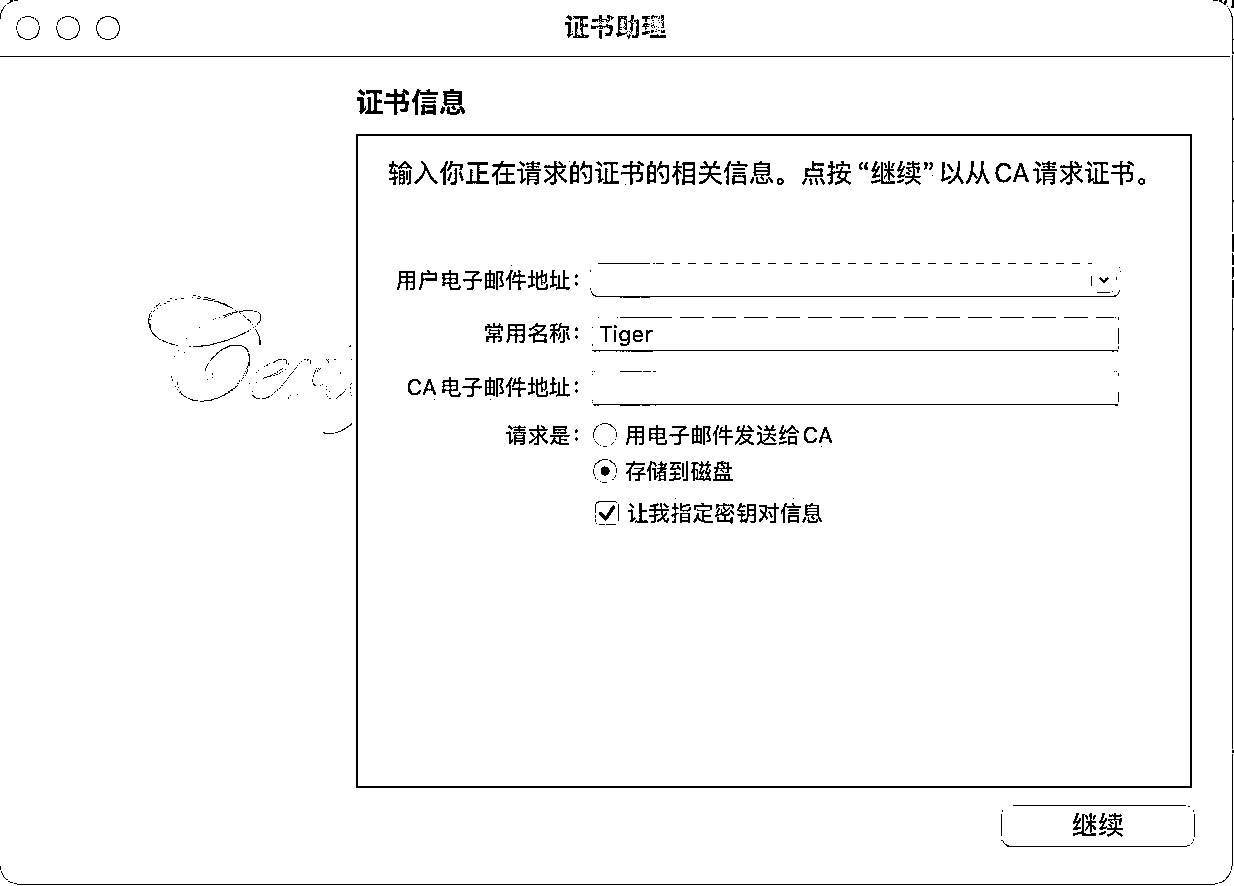 证书助理
证书信息
输入你正在请求的证书的相关信息。点按“继续”以从CA请求证书。
用户电子邮件地址：
常用名称： Tiger
CA电子邮件地址：
请求是： 用电子邮件发送给CA
存储到磁盘
让我指定密钥对信息
继续